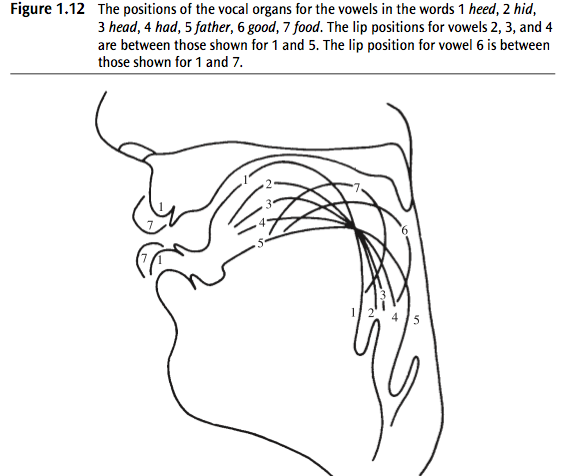 Figure 1.12 The positions of the vocal organs for the vowels in the words 1 heed, 2 hid,
3 head, 4 had, 5 father, 6 good, 7 food. The lip positions for vowels 2, 3, and 4
are between those shown for 1 and 5. The lip position for vowel 6 is between
those shown for 1 and 7.
1
2
7
3
1
4
7
6
5
7 1
3
1 2 4 5